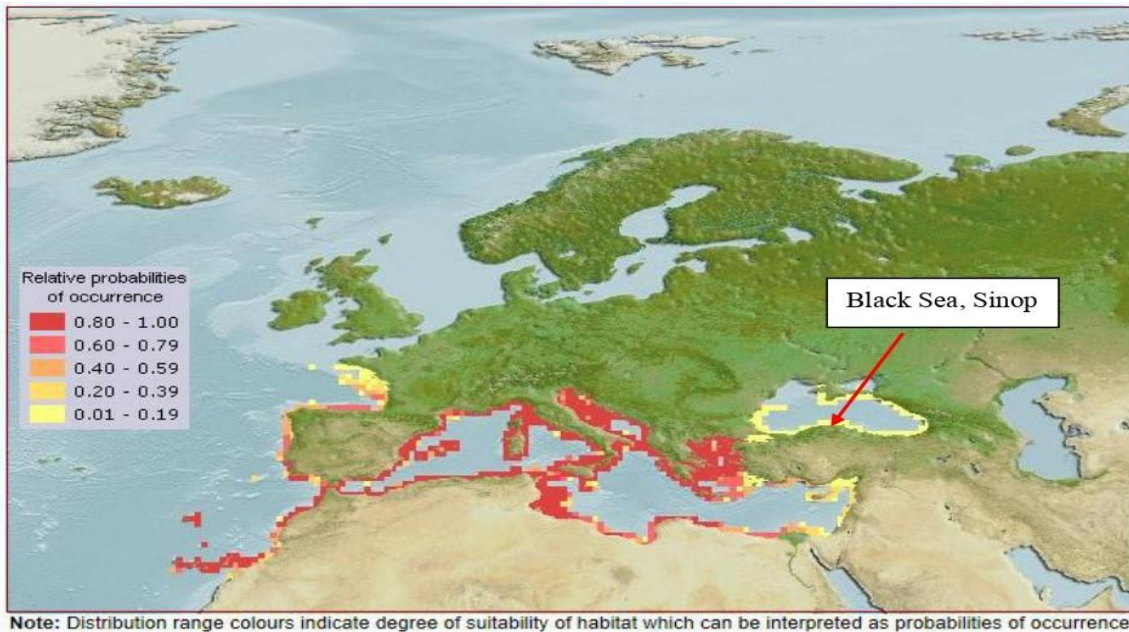 Relative probabilities
of occurrence
0.80 - 1.00
0.60 - 0.79
0.40 - 0.59
0.20 - 0.39
0.01 - 0.19
Black Sea, Sinop
Note: Distribution range colours indicate degree of suitability of habitat which can be interpreted as probabilities of occurrence